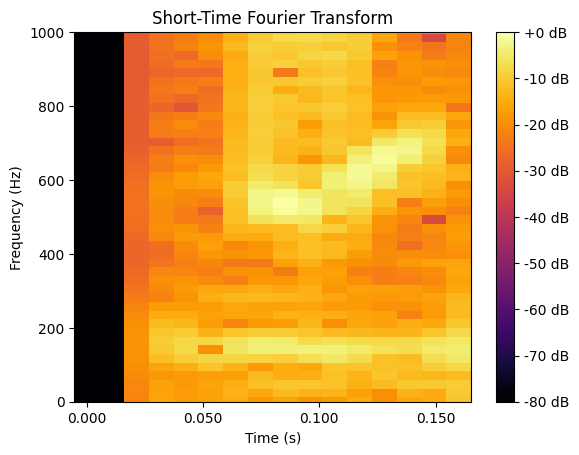 Short-Time Fourier Transform
1000
800
600
400
200
0
Frequency (Hz)
0.000
0.050
0.100
0.150
Time (s)
+0 dB
-10 dB
-20 dB
-30 dB
-40 dB
-50 dB
-60 dB
-70 dB
-80 dB